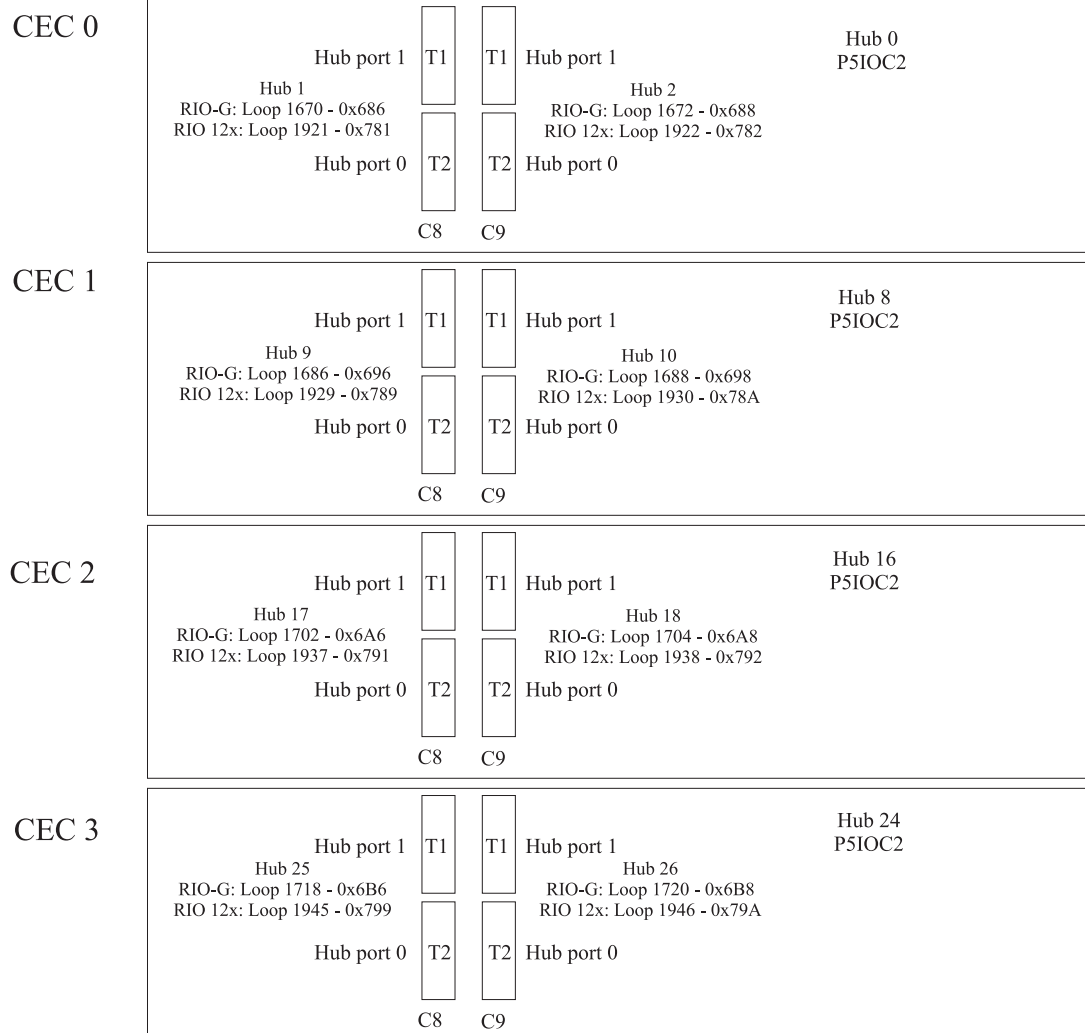 CEC 0
Hub 0
P5IOC2
Hub port 1 T1 T1 Hub port 1
Hub 1
RIO-G: Loop 1670 - 0x686
RIO 12x: Loop 1921 - 0x781
Hub 2
RIO-G: Loop 1672 - 0x688
RIO 12x: Loop 1922 - 0x782
Hub port 0 T2 T2 Hub port 0
C8 C9
CEC 1
Hub 8
P5IOC2
Hub port 1 T1 T1 Hub port 1
Hub 9
RIO-G: Loop 1686 - 0x696
RIO 12x: Loop 1929 - 0x789
Hub 10
RIO-G: Loop 1688 - 0x698
RIO 12x: Loop 1930 - 0x78A
Hub port 0 T2 T2 Hub port 0
C8 C9
CEC 2
Hub 16
P5IOC2
Hub port 1 T1 T1 Hub port 1
Hub 17
RIO-G: Loop 1702 - 0x6A6
RIO 12x: Loop 1937 - 0x791
Hub 18
RIO-G: Loop 1704 - 0x6A8
RIO 12x: Loop 1938 - 0x792
Hub port 0 T2 T2 Hub port 0
C8 C9
CEC 3
Hub 24
P5IOC2
Hub port 1 T1 T1 Hub port 1
Hub 25
RIO-G: Loop 1718 - 0x6B6
RIO 12x: Loop 1945 - 0x799
Hub 26
RIO-G: Loop 1720 - 0x6B8
RIO 12x: Loop 1946 - 0x79A
Hub port 0 T2 T2 Hub port 0
C8 C9